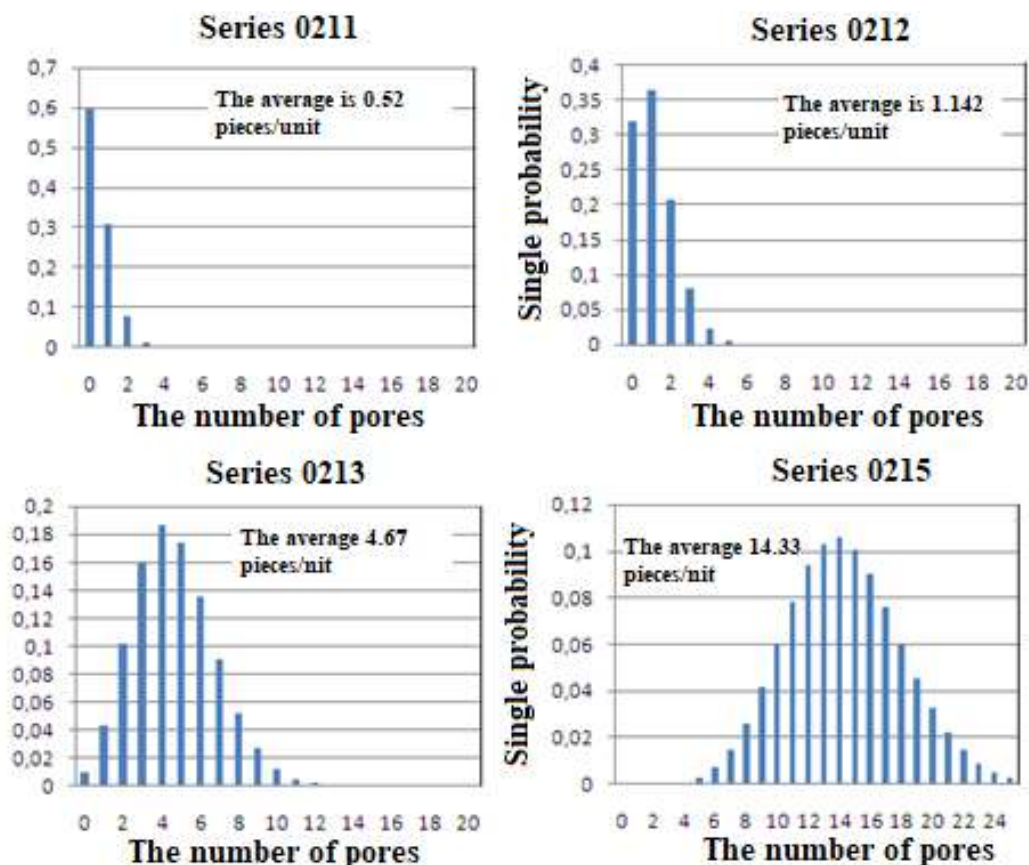 Series 0211
0,7
0,6
0,5
0,4
0,3
0,2
0,1
0
The average is 0.52
pieces/unit
0 2 4 6 8 10 12 14 16 18 20
The number of pores
Series 0212
Single probability
0,4
0,35
0,3
0,25
0,2
0,15
0,1
0,05
0
The average is 1.142
pieces/unit
0 2 4 6 8 10 12 14 16 18 20
The number of pores
Series 0213
0,2
0,18
0,16
0,14
0,12
0,1
0,08
0,06
0,04
0,02
0
The average 4.67
pieces/nit
0 2 4 6 8 10 12 14 16 18 20
The number of pores
Series 0215
Single probability
0,12
0,1
0,08
0,06
0,04
0,02
0
The average 14.33
pieces/nit
0 2 4 6 8 10 12 14 16 18 20 22 24
The number of pores